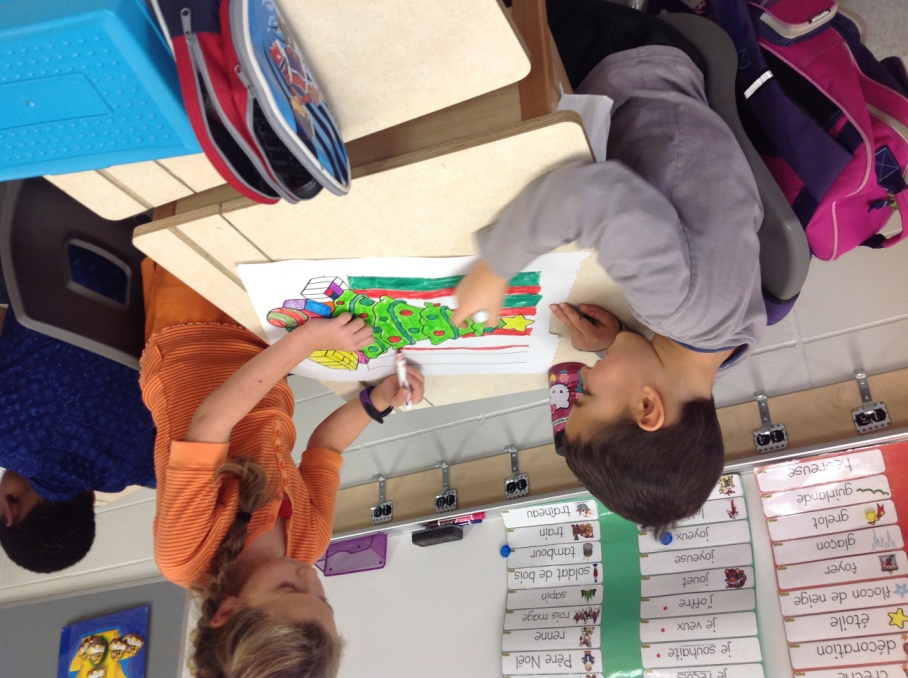 crèche
décoration
étoile
flocon de neige
foyer
glaçon
grelot
guirlande
heureuse
je reçois
je souhaite
je veux
j'offre
jouet
joyeuse
joyeux
Père Noël
renne
rois mage
sapin
soldat de bois
tambour
train
traîneau